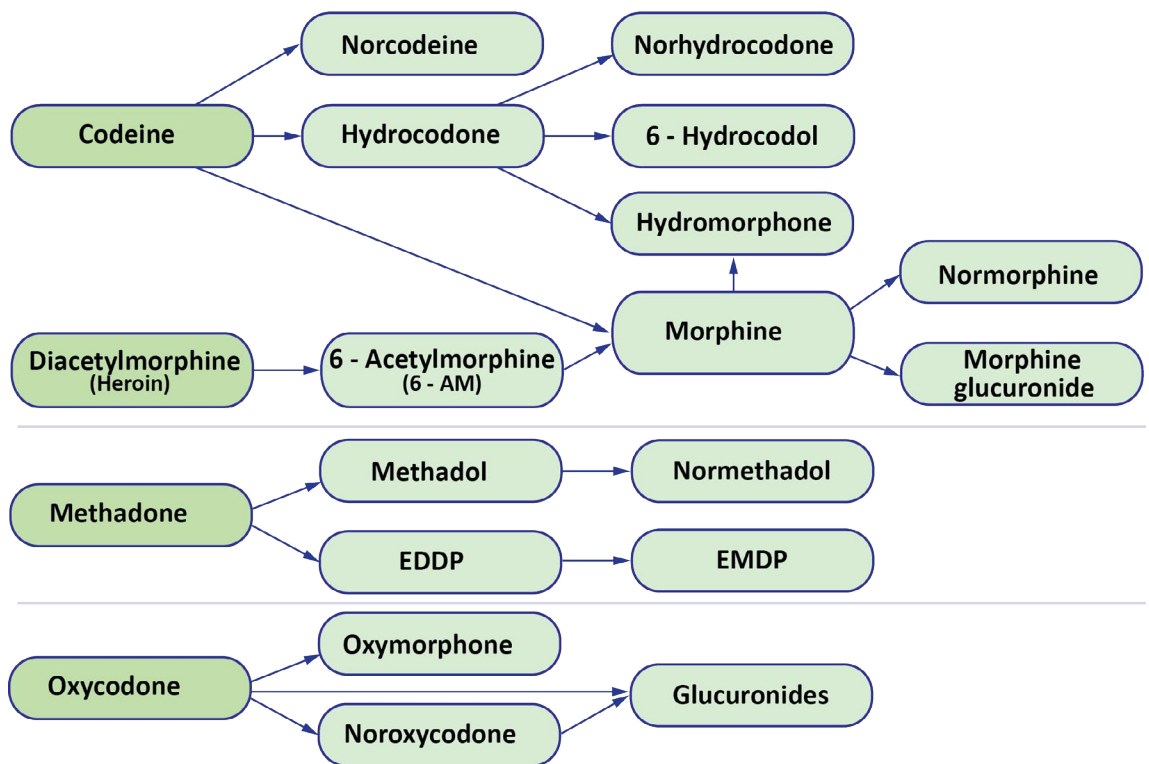 Norcodeine
Norhydrocodone
Codeine
Hydrocodone
6 - Hydrocodol
Hydromorphone
Normorphine
Morphine
Diacetylmorphine
(Heroin)
6 - Acetylmorphine
(6 - AM)
Morphine
glucuronide
Methadol
Normethadol
Methadone
EDDP
EMDP
Oxymorphone
Oxycodone
Glucuronides
Noroxycodone